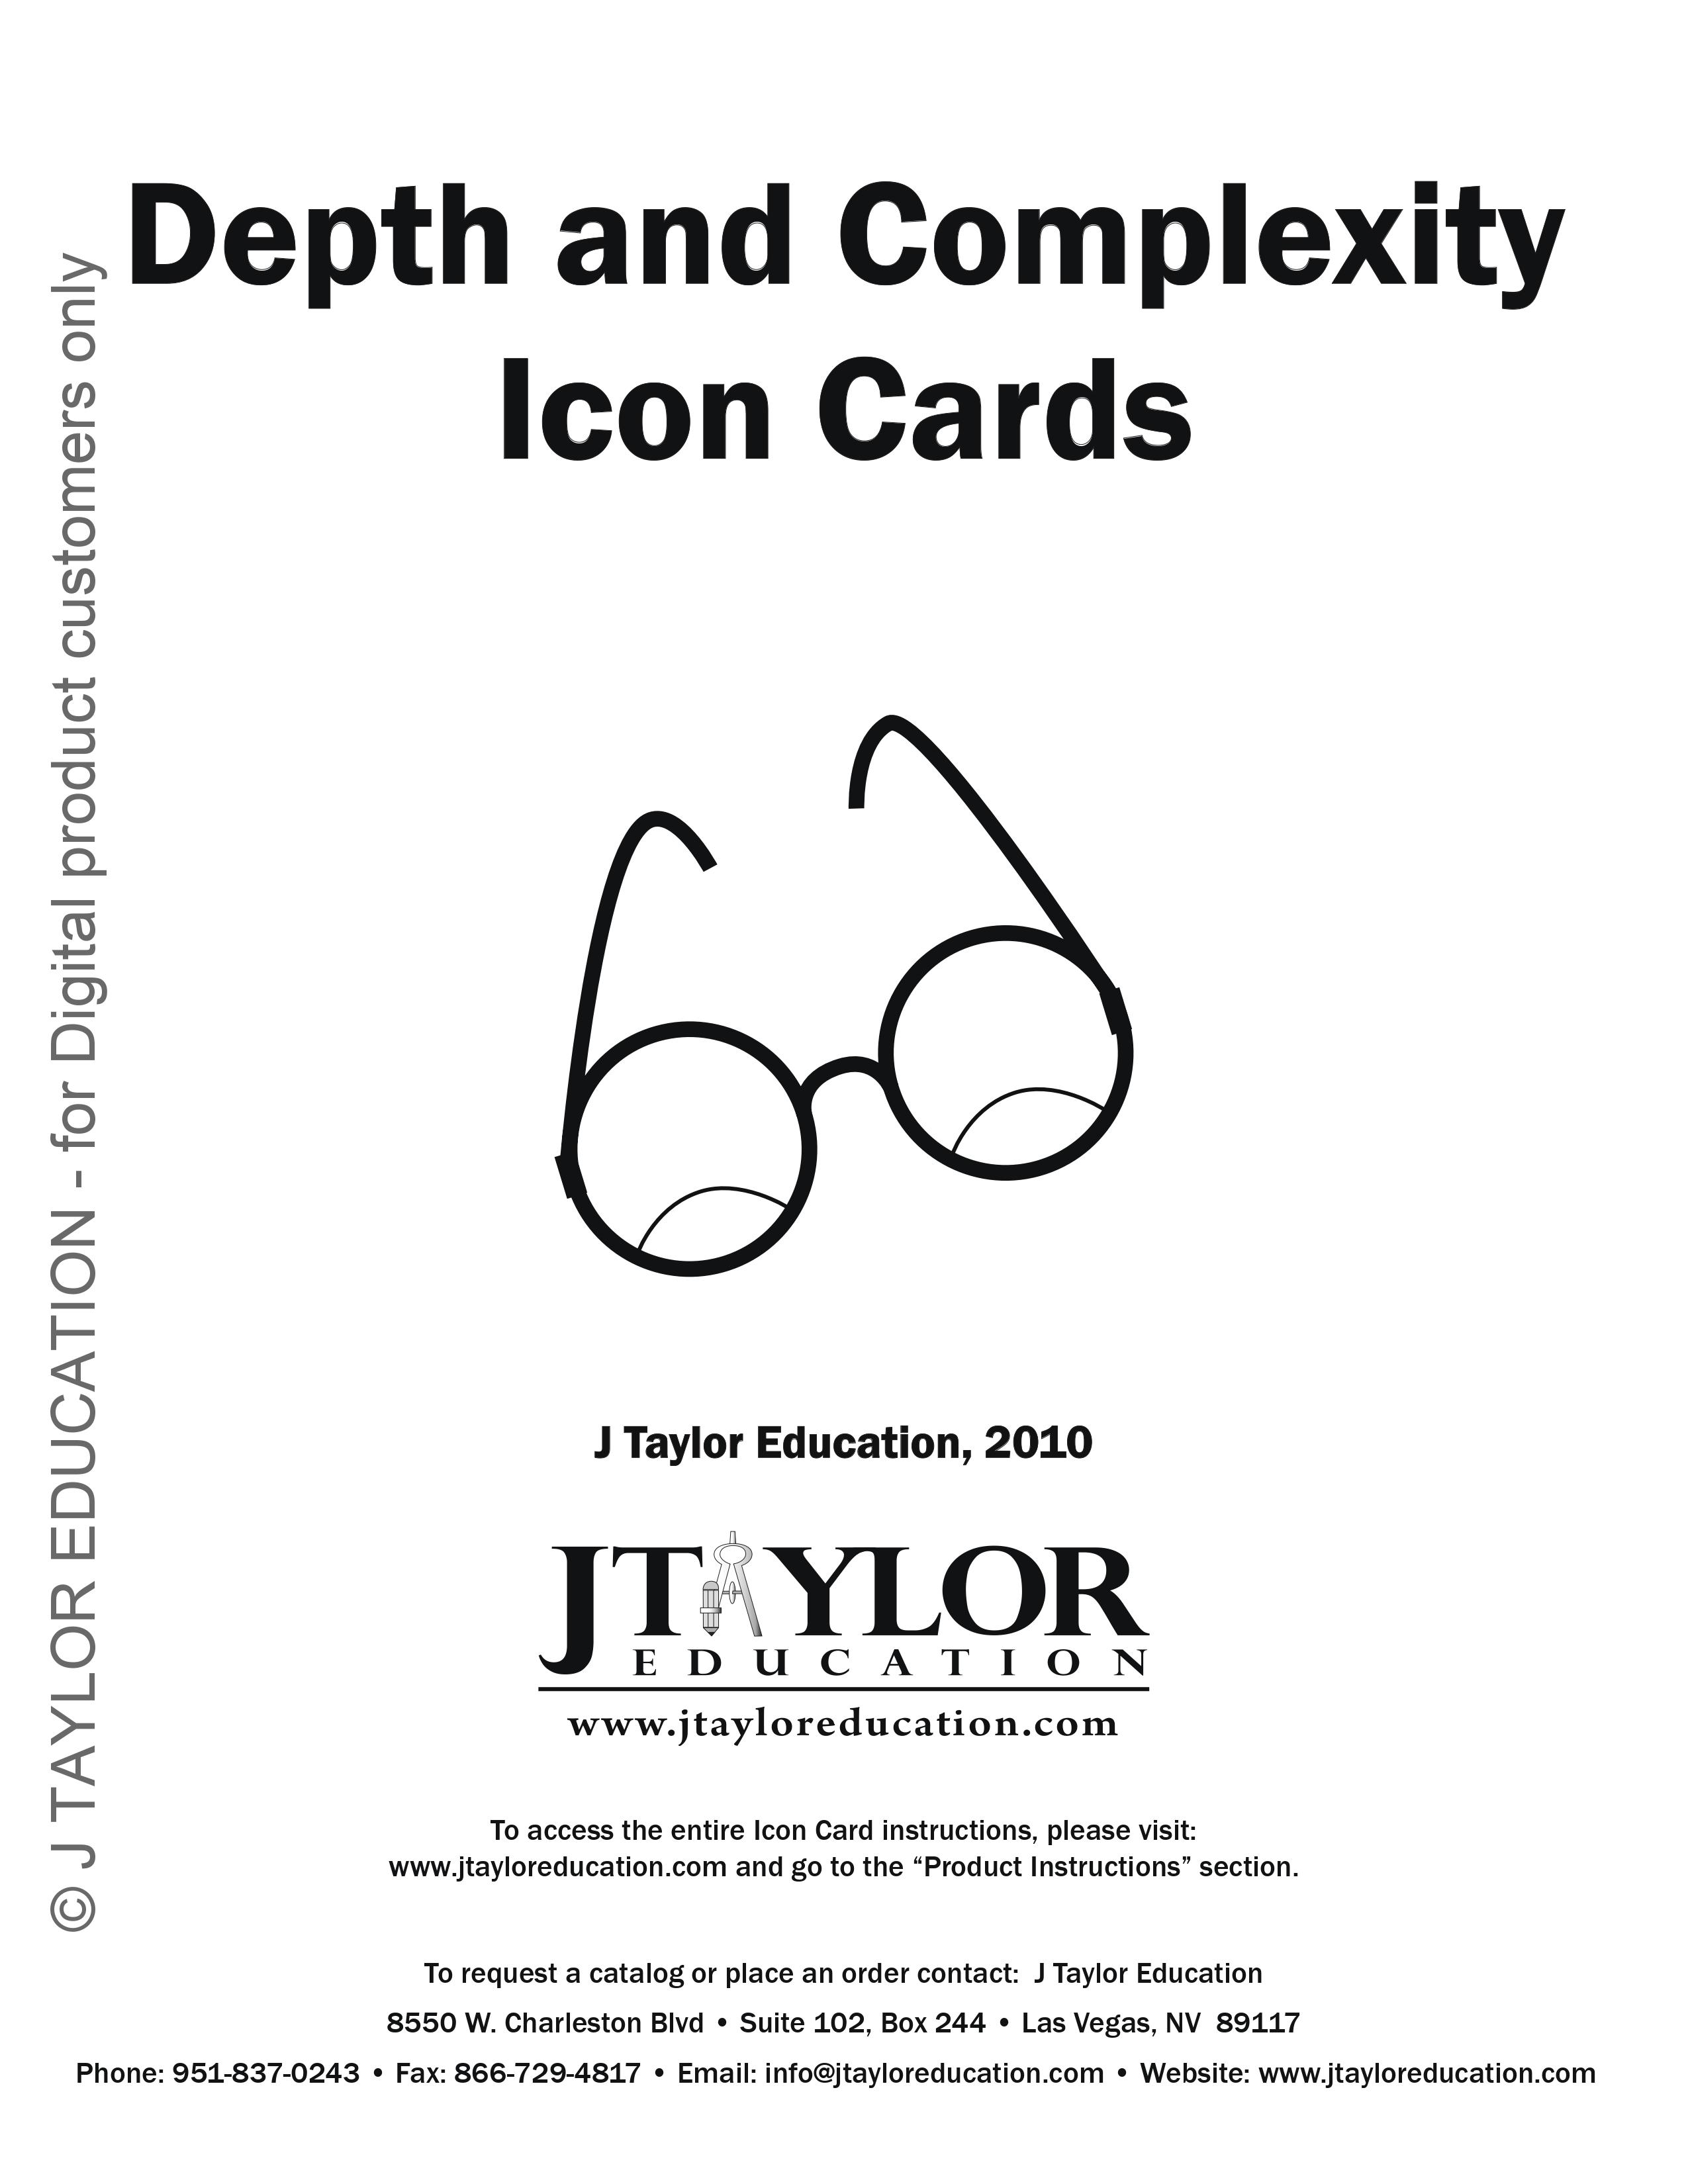 Depth and Complexity
Icon Cards
© J TAYLOR EDUCATION - for Digital product customers only
J Taylor Education, 2010
JTAYLOR
EDUCATION
www.jtayloreducation.com
To access the entire Icon Card instructions, please visit:
www.jtayloreducation.com and go to the “Product Instructions” section.
To request a catalog or place an order contact:  J Taylor Education
8550 W. Charleston Blvd • Suite 102, Box 244 • Las Vegas, NV  89117
Phone: 951-837-0243 • Fax: 866-729-4817 • Email: info@jtayloreducation.com • Website: www.jtayloreducation.com